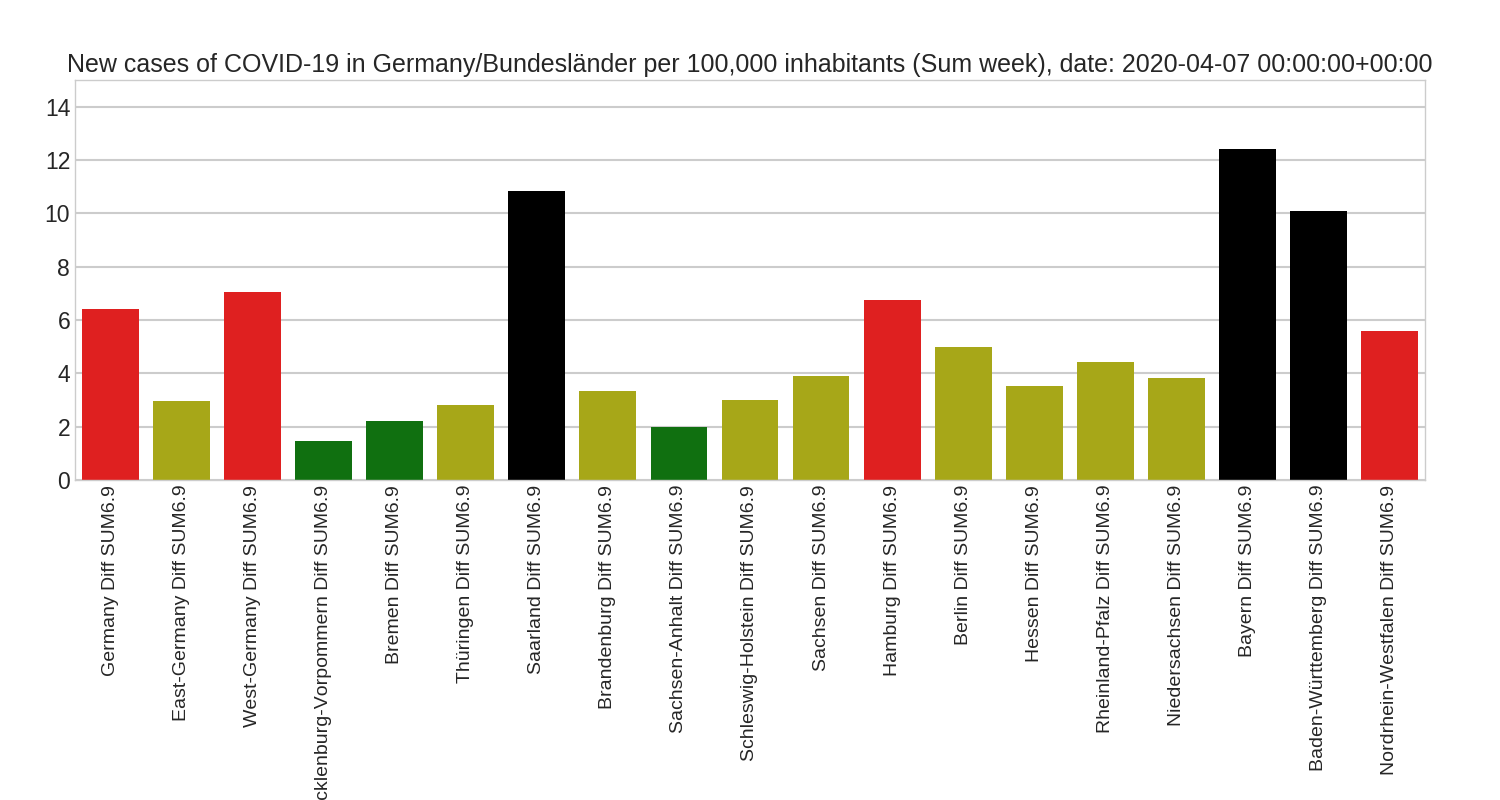 New cases of COVID-19 in Germany/Bundesländer per 100,000 inhabitants (Sum week), date: 2020-04-07 00:00:00+00:00
14
12
10
8
6
4
2
0
Germany Diff SUM6.9
East-Germany Diff SUM6.9
West-Germany Diff SUM6.9
cklenburg-Vorpommern Diff SUM6.9
Bremen Diff SUM6.9
Thüringen Diff SUM6.9
Saarland Diff SUM6.9
Brandenburg Diff SUM6.9
Sachsen-Anhalt Diff SUM6.9
Schleswig-Holstein Diff SUM6.9
Sachsen Diff SUM6.9
Hamburg Diff SUM6.9
Berlin Diff SUM6.9
Hessen Diff SUM6.9
Rheinland-Pfalz Diff SUM6.9
Niedersachsen Diff SUM6.9
Bayern Diff SUM6.9
Baden-Württemberg Diff SUM6.9
Nordrhein-Westfalen Diff SUM6.9